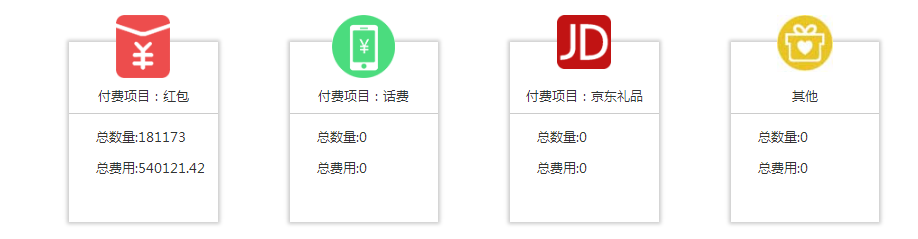 ¥
¥
JD
付费项目：红包
付费项目：话费
付费项目：京东礼品
其他
总数量:181173
总数量:0
总数量:0
总数量:0
总费用:540121.42
总费用:0
总费用:0
总费用:0